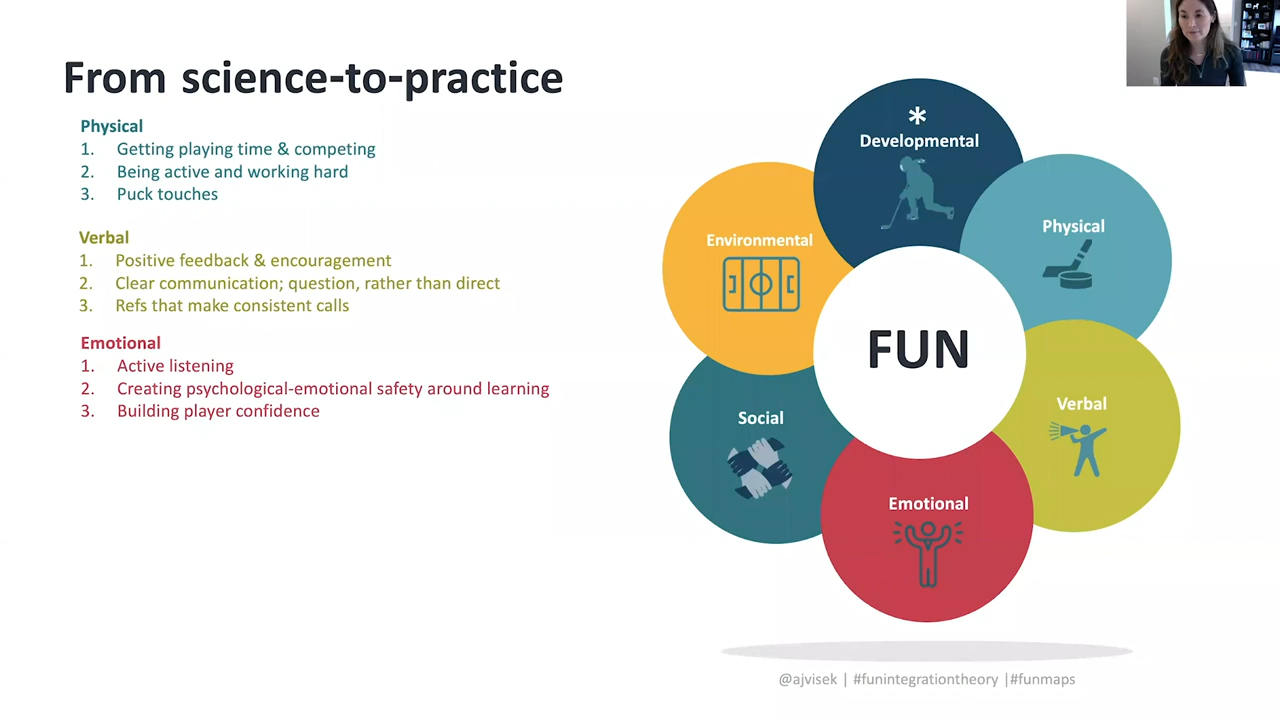 From science-to-practice
Physical
1. Getting playing time & competing
2. Being active and working hard
3. Puck touches
Verbal
1. Positive feedback & encouragement
2. Clear communication; question, rather than direct
3. Refs that make consistent calls
Emotional
1. Active listening
2. Creating psychological-emotional safety around learning
3. Building player confidence
*
Developmental
Physical
Environmental
FUN
Verbal
Social
Emotional
@ajvisek | #funintegrationtheory |#funmaps